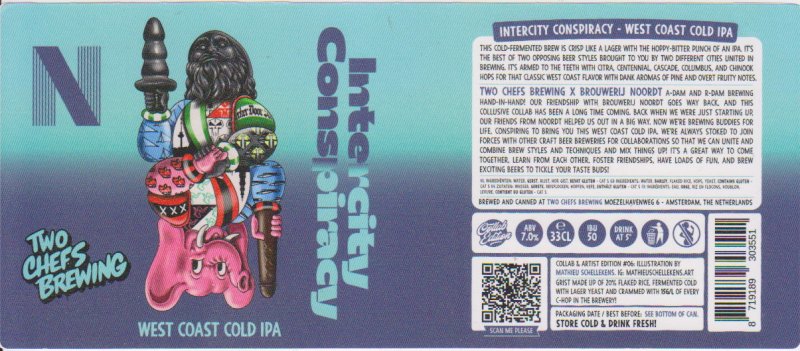 N
TWO
CHEFS
BREWING
WEST COAST COLD IPA
Intercity
Conspiracy
INTERCITY CONSPIRACY - WEST COAST COLD IPA
THIS COLD-FERMENTED BREW IS CRISP LIKE A LAGER WITH THE HOPPY-BITTER PUNCH OF AN IPA. IT'S
THE BEST OF TWO OPPOSING BEER STYLES BROUGHT TO YOU BY TWO DIFFERENT CITIES UNITED IN
BREWING. IT'S ARMED TO THE TEETH WITH CITRA, CENTENNIAL, CASCADE, COLUMBUS, AND CHINOOK
HOPS FOR THAT CLASSIC WEST COAST FLAVOR WITH DANK AROMAS OF PINE AND OVERT FRUITY NOTES.
TWO CHEFS BREWING X BROUWERIJ NOORDT A-DAM AND R-DAM BREWING
HAND-IN-HAND! OUR FRIENDSHIP WITH BROUWERIJ NOORDT GOES WAY BACK, AND THIS
COLLUSIVE COLLAB HAS BEEN A LONG TIME COMING. BACK WHEN WE WERE JUST STARTING UP,
OUR FRIENDS FROM NOORDT HELPED US OUT IN A BIG WAY. NOW WE'RE BREWING BUDDIES FOR
LIFE, CONSPIRING TO BRING YOU THIS WEST COAST COLD IPA. WE'RE ALWAYS STOKED TO JOIN
FORCES WITH OTHER CRAFT BEER BREWERIES FOR COLLABORATIONS SO THAT WE CAN UNITE AND
COMBINE BREW STYLES AND TECHNIQUES AND MIX THINGS UP! IT'S A GREAT WAY TO COME
TOGETHER, LEARN FROM EACH OTHER, FOSTER FRIENDSHIPS, HAVE LOADS OF FUN, AND BREW
EXCITING BEERS TO TICKLE YOUR TASTE BUDS!
BREWED AND CANNED AT TWO CHEFS BREWING MOEZELHAVENWEG 6 - AMSTERDAM, THE NETHERLANDS
Collab
Edition
ABV
7.0%
33CL
IBU
50
DRINK
AT 5°
COLLAB & ARTIST EDITION #06: ILLUSTRATION BY
MATHIEU SCHELLEKENS. IG: MATHIEUSCHELLEKENS.ART
GRIST MADE UP OF 20% FLAKED RICE, FERMENTED COLD
WITH LAGER YEAST AND CRAMMED WITH 15G/L OF EVERY
C-HOP IN THE BREWERY!
SCAN ME PLEASE
PACKAGING DATE / BEST BEFORE: SEE BOTTOM OF CAN.
STORE COLD & DRINK FRESH!
8 719189 303551